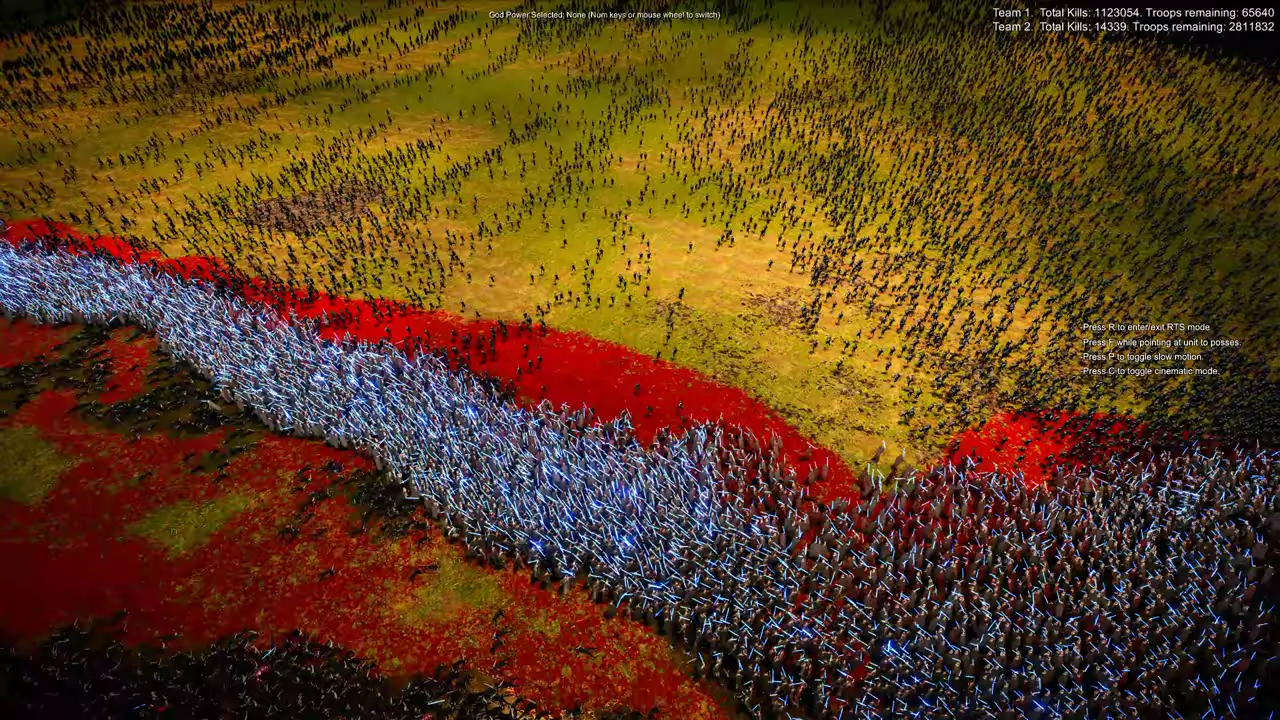 God Power Selected: None (Num keys or mouse wheel to switch)
Team 1. Total Kills: 1123054. Troops remaining: 65640
Team 2. Total Kills: 14339. Troops remaining: 2811832
-Press R to enter/exit RTS mode
-Press F while pointing at unit to posses.
-Press P to toggle slow motion.
-Press C to toggle cinematic mode.